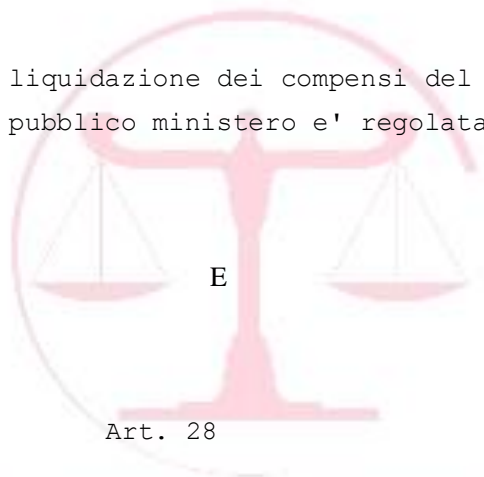 liquidazione dei compensi del
pubblico ministero e' regolata
E
Art. 28